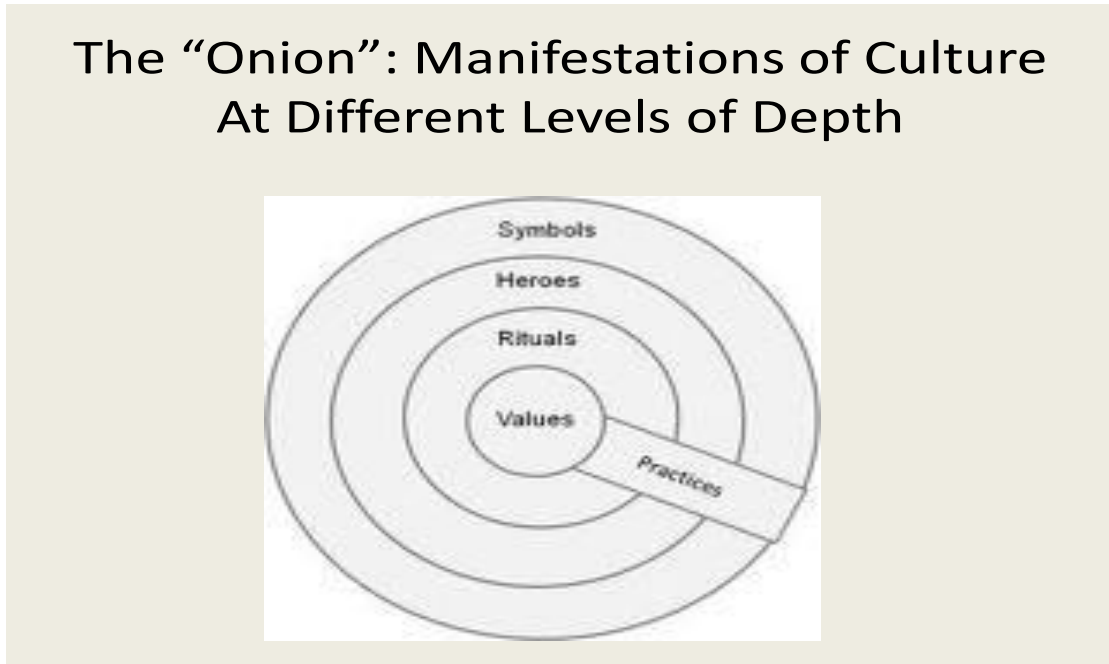 The “Onion”: Manifestations of Culture
At Different Levels of Depth
Symbols
Heroes
Rituals
Values
Practices